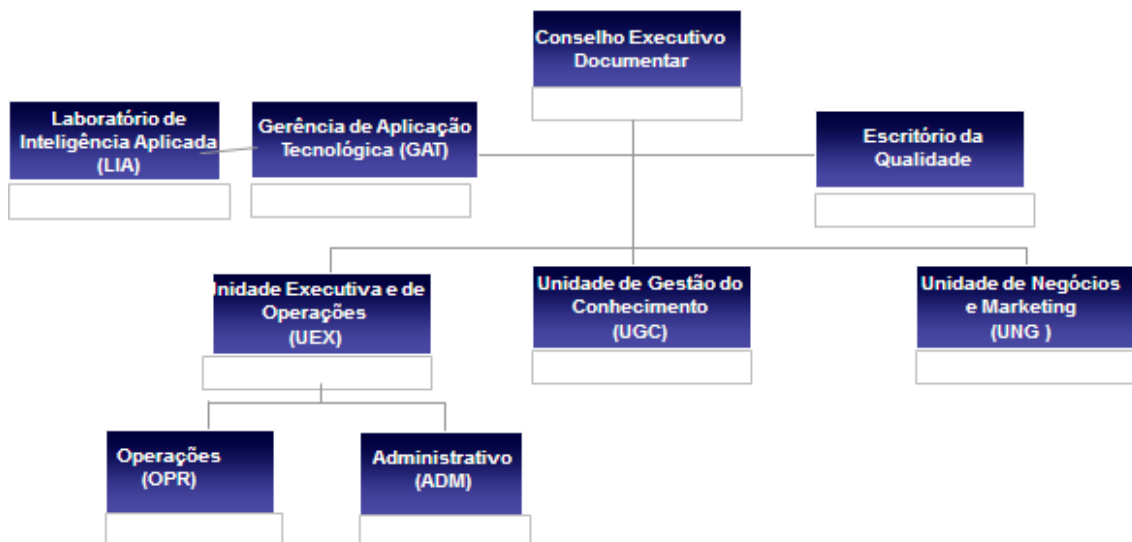 Conselho Executivo
Documentar
Laboratório de
Inteligência Aplicada
(LIA)
Gerência de Aplicação
Tecnológica (GAT)
Escritório da
Qualidade
Unidade Executiva e de
Operações
(UEX)
Unidade de Gestão do
Conhecimento
(UGC)
Unidade de Negócios
e Marketing
(UNG )
Operações
(OPR)
Administrativo
(ADM)